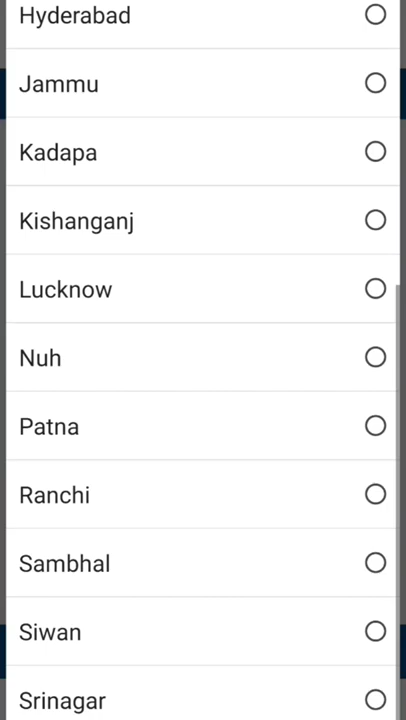 Hyderabad
Jammu
Kadapa
Kishanganj
Lucknow
Nuh
Patna
Ranchi
Sambhal
Siwan
Srinagar